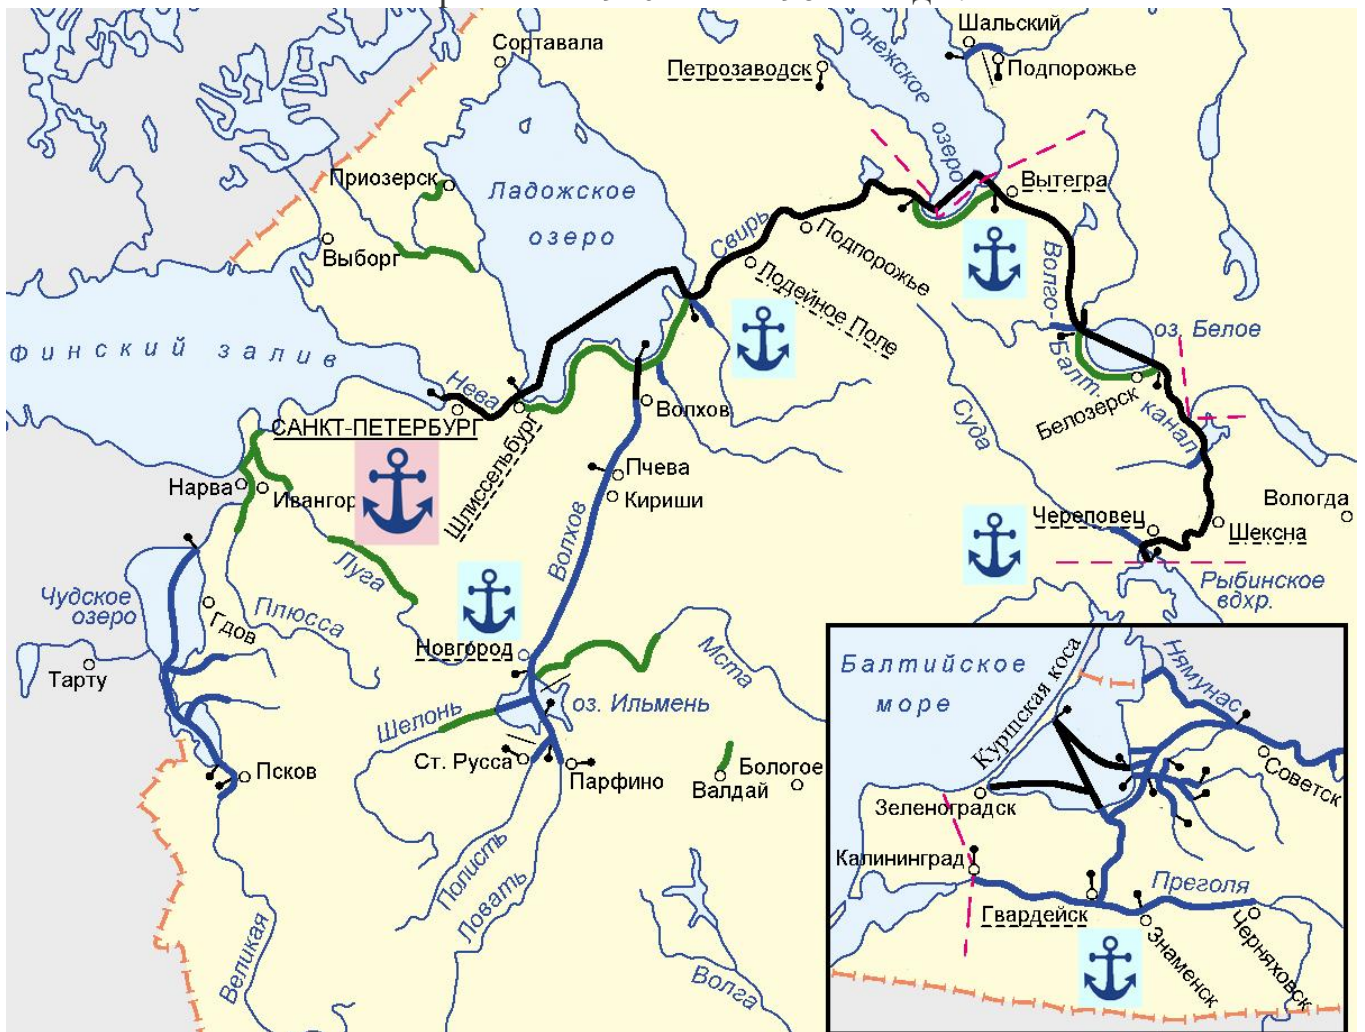 Сортавала
Петрозаводск
Онежское
озеро
Шальский
Подпорожье
Приозерск
Ладожское
озеро
Выборг
Свирь
Подпорожье
Лодейное Поле
Вытегра
Волго-
Балт.
канал
оз. Белое
Белозерск
Финский залив
Нева
САНКТ-ПЕТЕРБУРГ
Шлиссельбург
Волхов
Пчева
Кириши
Волхов
Суда
Вологда
Череповец
Шексна
Рыбинское
вдхр.
Нарва
Ивангор
Луга
Плюсса
Чудское
озеро
Гдов
Тарту
Новгород
Мста
Шелонь
оз. Ильмень
Ст. Русса
Парфино
Бологое
Валдай
Псков
Полисть
Ловать
Великая
Волга
Балтийское
море
Куршская коса
Нямунас
Советск
Зеленоградск
Калининград
Преголя
Гвардейск
Знаменск
Черняховск